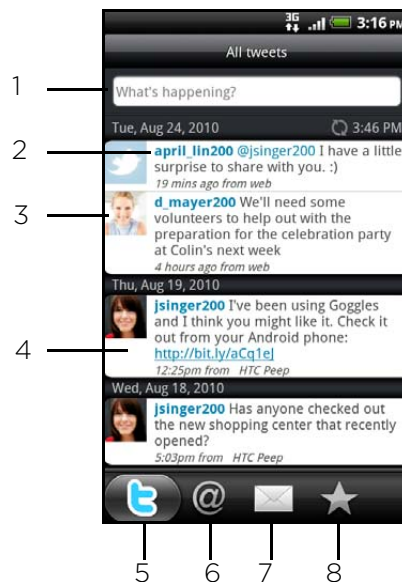 3G 3:16 PM
All tweets
1
What's happening?
Tue, Aug 24, 2010 3:46 PM
2
april_lin200 @jsinger200 I have a little
surprise to share with you. :)
19 mins ago from web
3
d_mayer200 We'll need some
volunteers to help out with the
preparation for the celebration party
at Colin's next week
4 hours ago from web
Thu, Aug 19, 2010
4
jsinger200 I've been using Goggles
and I think you might like it. Check it
out from your Android phone:
http://bit.ly/aCq1eJ
12:25pm from HTC Peep
Wed, Aug 18, 2010
jsinger200 Has anyone checked out
the new shopping center that recently
opened?
5:03pm from HTC Peep
t @
5 6 7 8